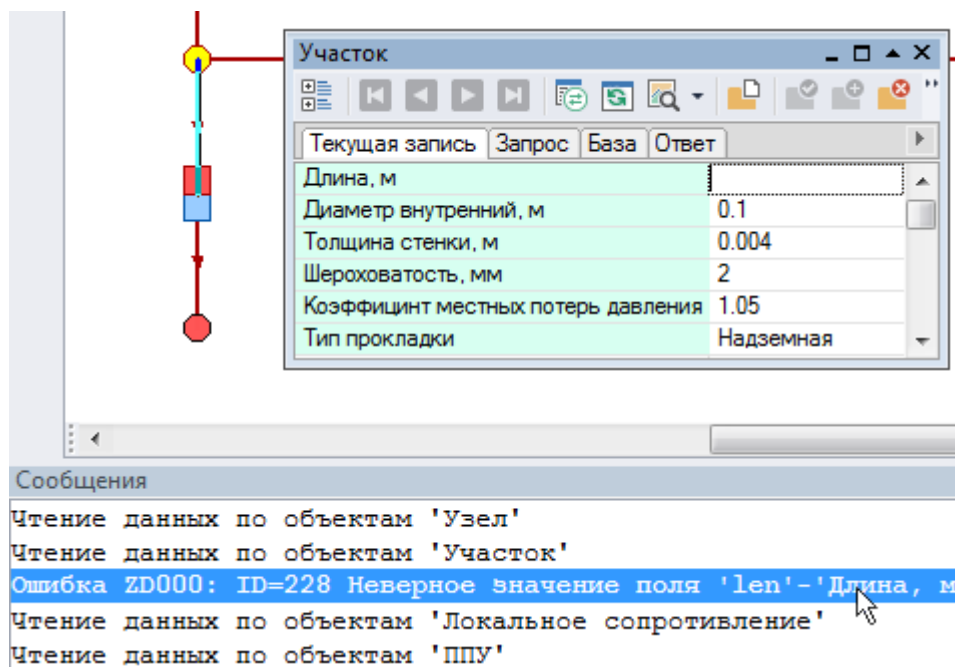 Участок
Текущая запись Запрос База Ответ
Длина, м
Диаметр внутренний, м 0.1
Толщина стенки, м 0.004
Шероховатость, мм 2
Коэффицинт местных потерь давления 1.05
Тип прокладки Надземная
Сообщения
Чтение данных по объектам 'Узел'
Чтение данных по объектам 'Участок'
Ошибка ZD000: ID=228 Неверное значение поля 'len'-'Длина, м
Чтение данных по объектам 'Локальное сопротивление'
Чтение данных по объектам 'ППУ'